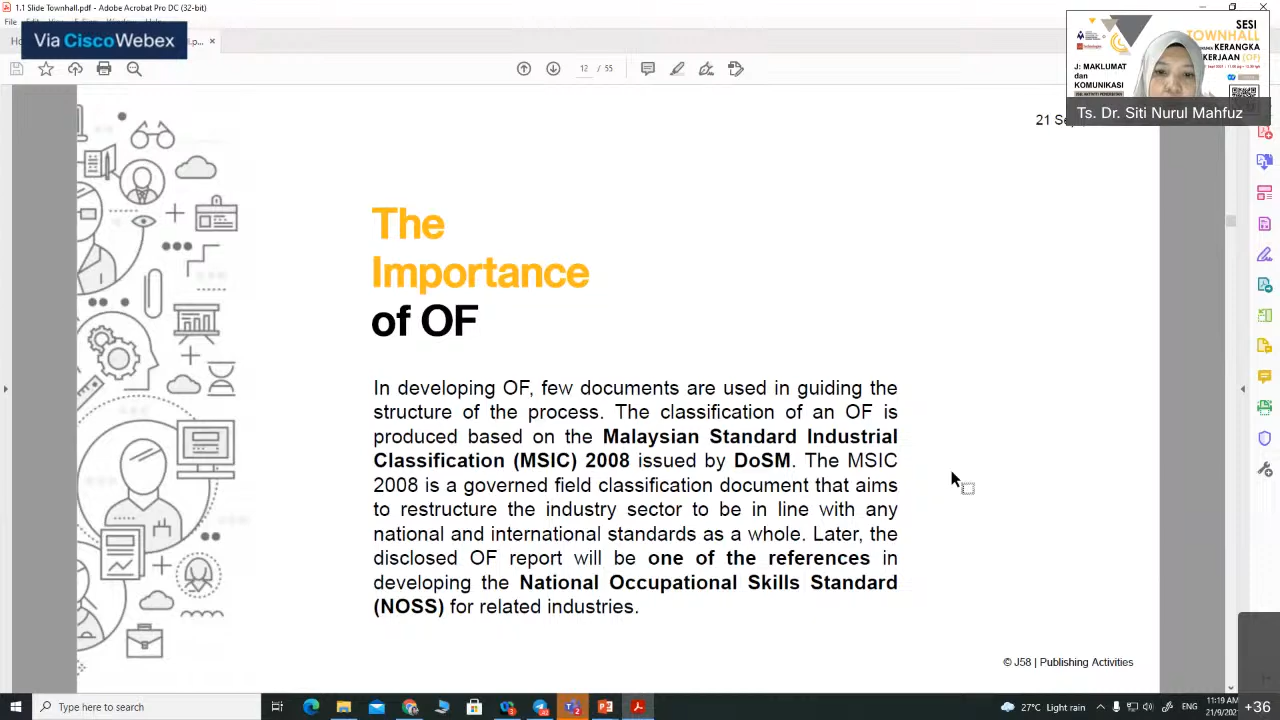 1.1 Slide Townhall.pdf - Adobe Acrobat Pro DC (32-bit)
File
Via CiscoWebex
12 / 55
SESI
TOWNHALL
KERANGKA
KERJAAN (OF)
J: MAKLUMAT
dan
KOMUNIKASI
Ts. Dr. Siti Nurul Mahfuz
21
The
Importance
of OF
In developing OF, few documents are used in guiding the
structure of the process. The classification of an OF is
produced based on the Malaysian Standard Industrial
Classification (MSIC) 2008 issued by DoSM. The MSIC
2008 is a governed field classification document that aims
to restructure the industry sector to be in line with any
national and international standards as a whole. Later, the
disclosed OF report will be one of the references in
developing the National Occupational Skills Standard
(NOSS) for related industries.
© J58 | Publishing Activities
Type here to search
27°C Light rain
ENG
11:19 AM
+36